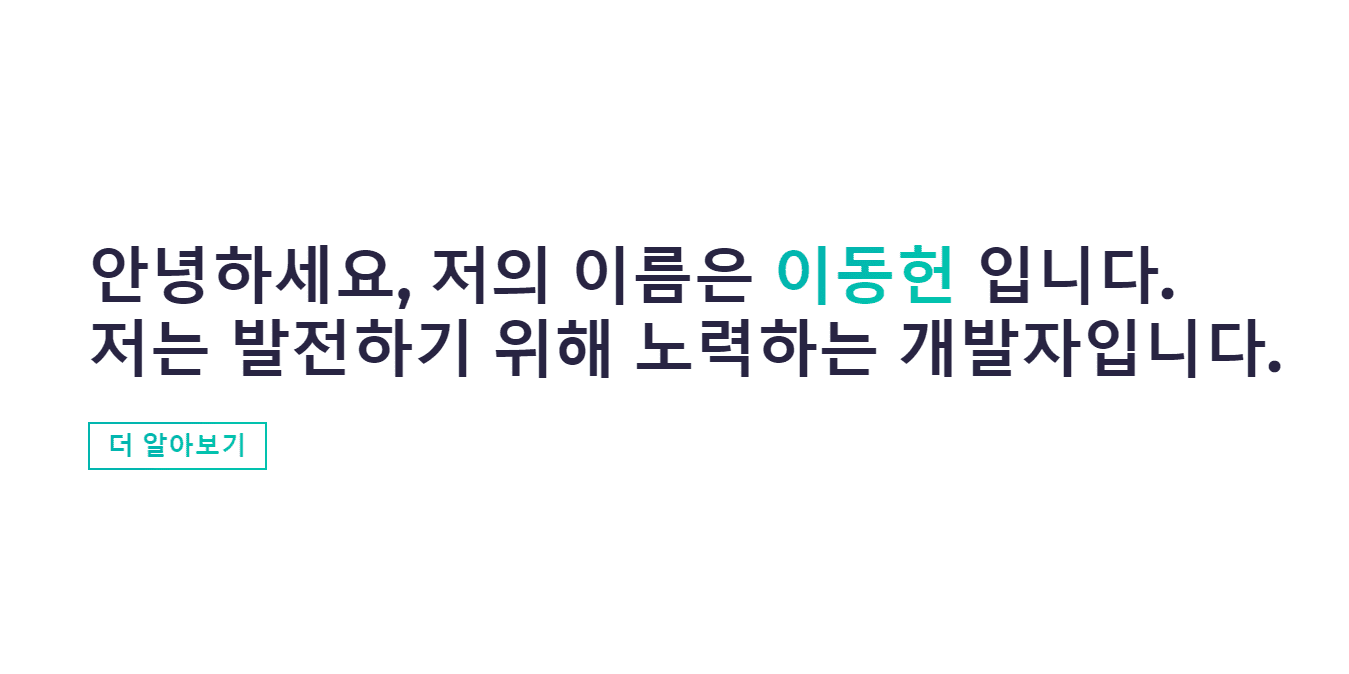 안녕하세요, 저의 이름은 이동헌 입니다.
저는 발전하기 위해 노력하는 개발자입니다.
더 알아보기